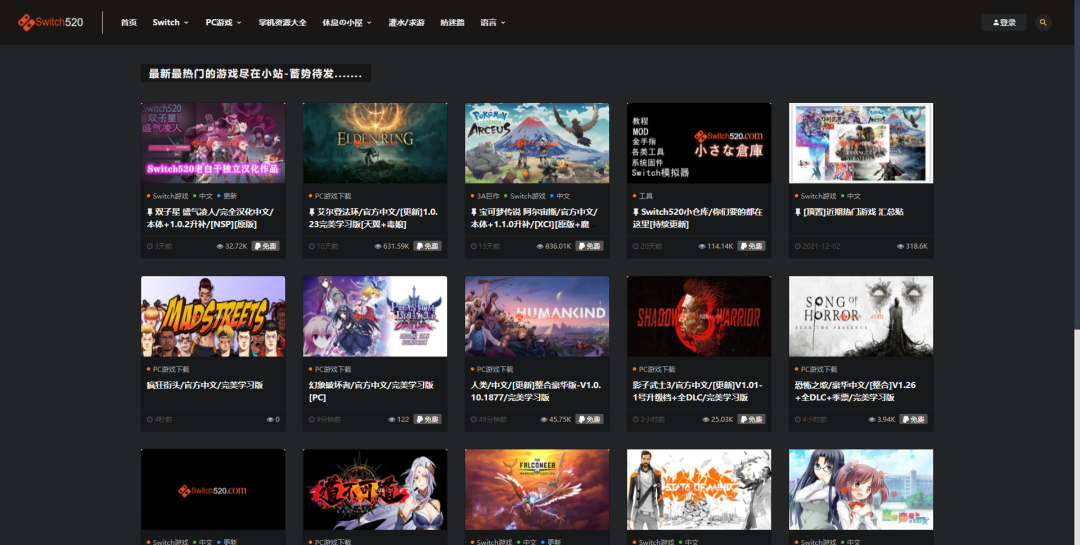 Switch520
首页 Switch PC游戏 掌机资源大全 休息の小屋 灌水/求游 防迷路 语言 登录
最新最热门的游戏尽在小站-蓄势待发.......
Switch520
双子星
盛气凌人
Switch520老白干独立汉化作品
ELDEN RING
POKÉMON
LEGENDS
ARCEUS
教程
MOD
金手指
各类工具
系统固件
Switch模拟器
Switch520.com
小さな倉庫
Switch游戏 中文 更新
双子星 盛气凌人/完全汉化中文/
本体+1.0.2升补/[NSP][原版]
3天前 32.72K 免费
PC游戏下载
艾尔登法环/官方中文/[更新]1.0.
23完美学习版[天翼+毒娘]
10天前 631.59K 免费
3A巨作 Switch游戏 中文
宝可梦传说 阿尔宙斯/官方中文/
本体+1.1.0升补/[XCI][原版+魔
15天前 836.01K 免费
工具
Switch520小仓库/你们要的都在
这里[持续更新]
20天前 114.14K 免费
Switch游戏 中文
[顶置]近期热门游戏 汇总贴
2021-12-02 318.6K
MADSTREETS
HUMANKIND
SHADOW WARRIOR
SONG OF
HORROR
FEAR THE PRESENCE
PC游戏下载
疯狂街头/官方中文/完美学习版
4秒前 0
PC游戏下载
幻象破坏者/官方中文/完美学习版
[PC]
9分钟前 122 免费
PC游戏下载
人类/中文/[更新]整合豪华版-V1.0.
10.1877/完美学习版
49分钟前 45.75K 免费
PC游戏下载
影子武士3/官方中文/[更新]V1.01-
1号升级档+全DLC/完美学习版
2小时前 25.03K 免费
PC游戏下载
恐怖之歌/豪华中文/[整合]V1.26
+全DLC+季票/完美学习版
4小时前 3.94K 免费
Switch520.com
THE
FALCONEER
STATE OF MIND
Switch游戏 中文 更新
PC游戏下载
Switch游戏 中文 更新
Switch游戏 中文
Switch游戏 中文